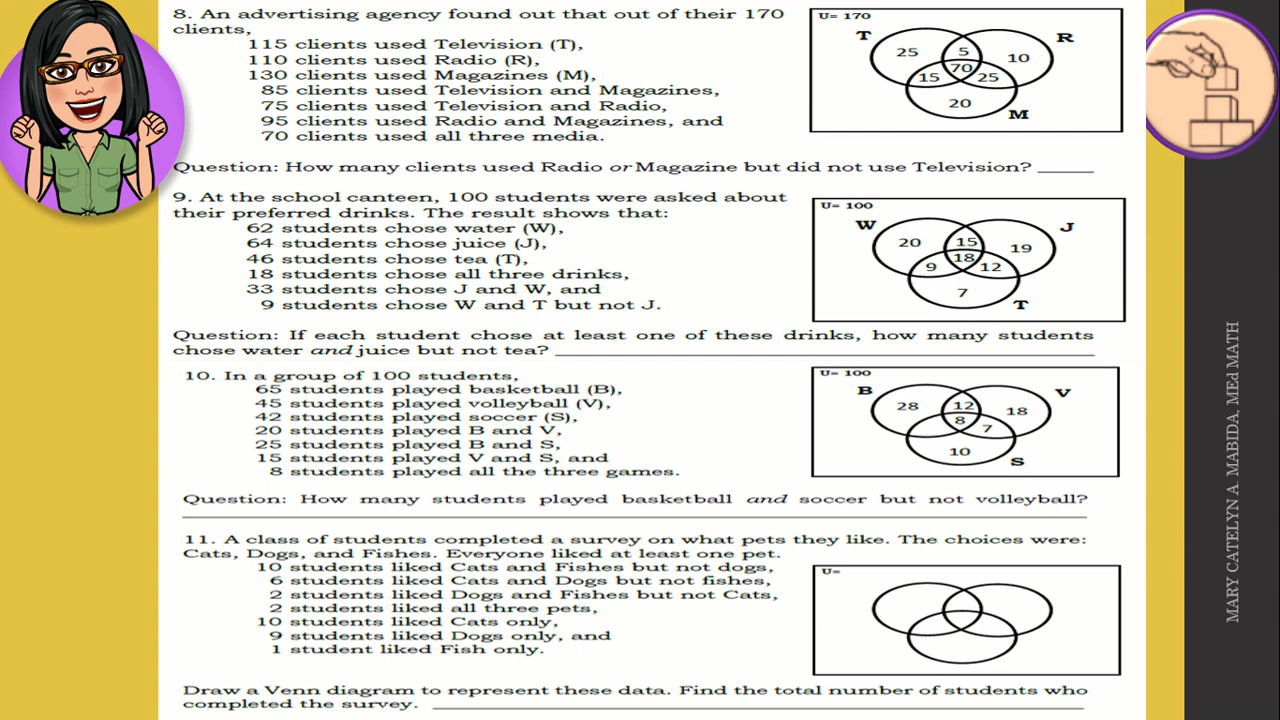 8. An advertising agency found out that out of their 170
clients,
115 clients used Television (T),
110 clients used Radio (R),
130 clients used Magazines (M),
85 clients used Television and Magazines,
75 clients used Television and Radio,
95 clients used Radio and Magazines, and
70 clients used all three media.
U= 170
T
R
25
5
10
70
15
25
20
M
Question: How many clients used Radio or Magazine but did not use Television? ______
9. At the school canteen, 100 students were asked about
their preferred drinks. The result shows that:
62 students chose water (W),
64 students chose juice (J),
46 students chose tea (T),
18 students chose all three drinks,
33 students chose J and W, and
9 students chose W and T but not J.
U= 100
W
J
20
15
19
18
9
12
7
T
Question: If each student chose at least one of these drinks, how many students
chose water and juice but not tea? ______
10. In a group of 100 students,
65 students played basketball (B),
45 students played volleyball (V),
42 students played soccer (S),
20 students played B and V,
25 students played B and S,
15 students played V and S, and
8 students played all the three games.
U= 100
B
V
28
12
18
8
7
10
S
Question: How many students played basketball and soccer but not volleyball?
______
11. A class of students completed a survey on what pets they like. The choices were:
Cats, Dogs, and Fishes. Everyone liked at least one pet.
10 students liked Cats and Fishes but not dogs,
6 students liked Cats and Dogs but not fishes,
2 students liked Dogs and Fishes but not Cats,
2 students liked all three pets,
10 students liked Cats only,
9 students liked Dogs only, and
1 student liked Fish only.
U=
Draw a Venn diagram to represent these data. Find the total number of students who
completed the survey. ______
MARY CATELYN A. MABIDA, MEd MATH